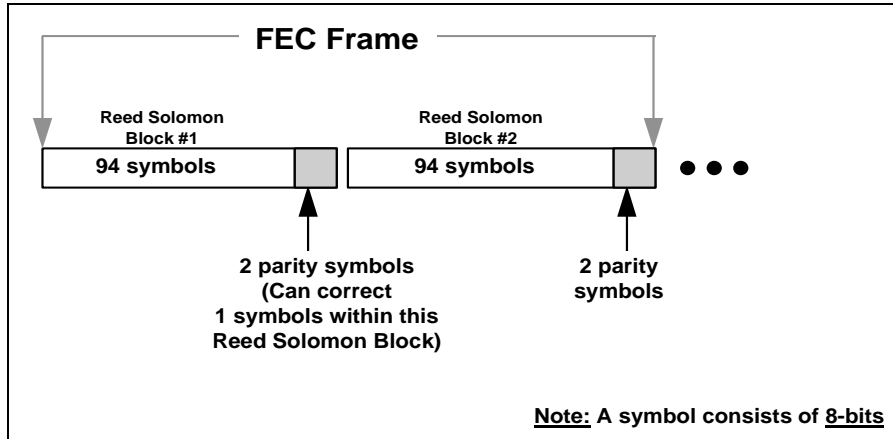 FEC Frame
Reed Solomon
Block #1
Reed Solomon
Block #2
94 symbols
94 symbols
2 parity symbols
(Can correct
1 symbols within this
Reed Solomon Block)
2 parity
symbols
Note: A symbol consists of 8-bits